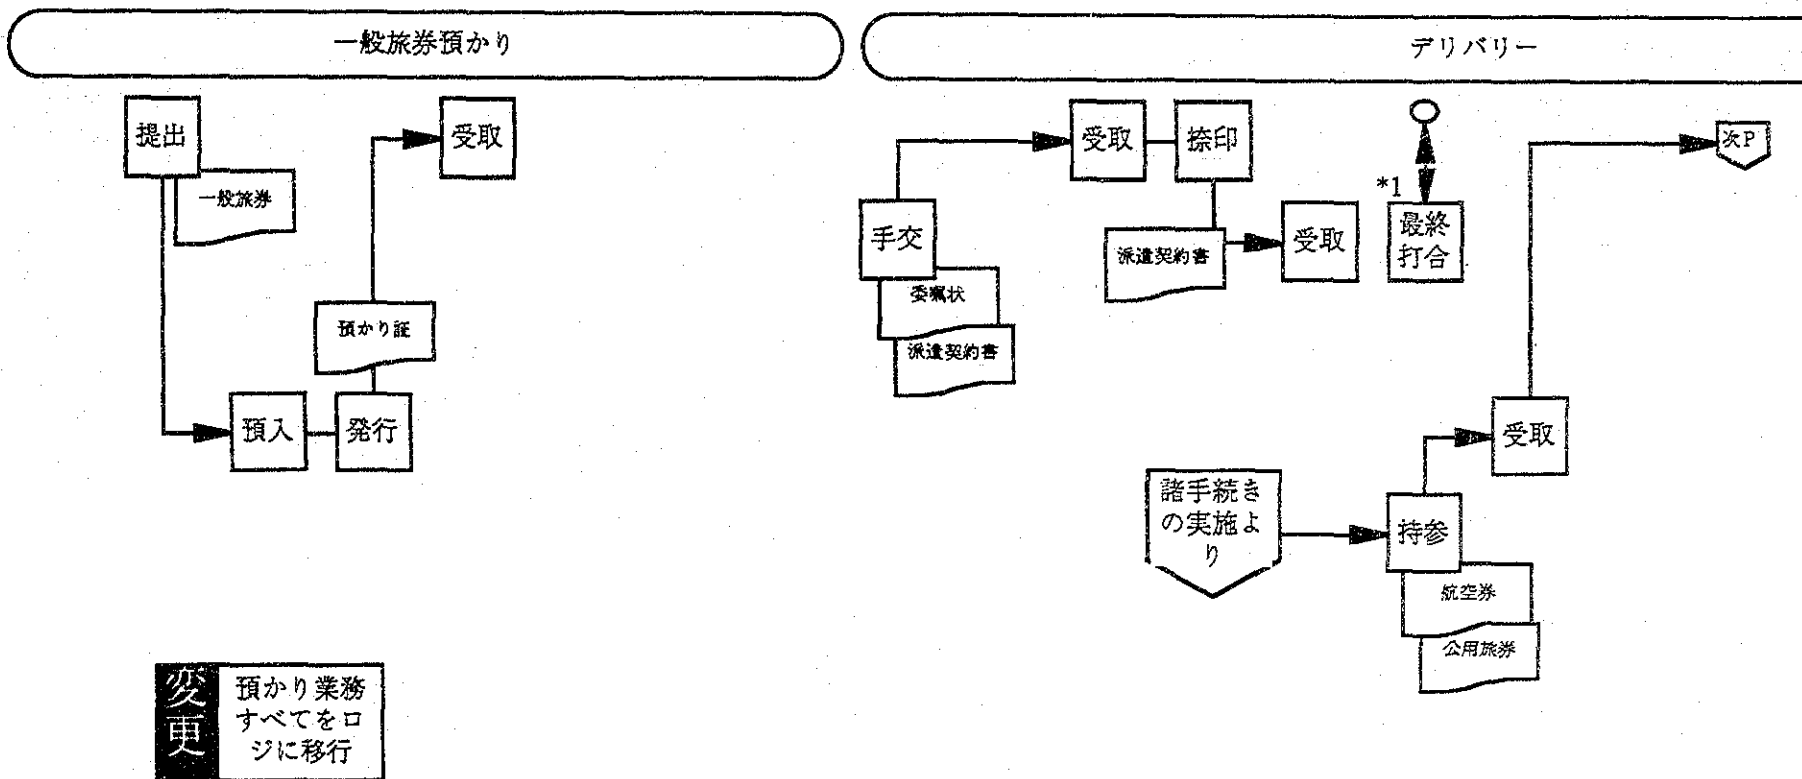 一般旅券預かり
提出
一般旅券
受取
預かり証
預入
発行
変更
預かり業務
すべてをロ
ジに移行
デリバリー
手交
委嘱状
派遣契約書
受取
捺印
派遣契約書
受取
*1
最終
打合
次P
受取
諸手続き
の実施よ
り
持参
航空券
公用旅券